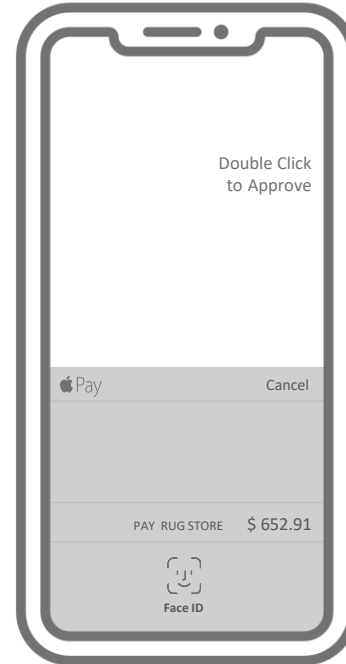 Double Click
to Approve
Pay Cancel
PAY RUG STORE $ 652.91
Face ID